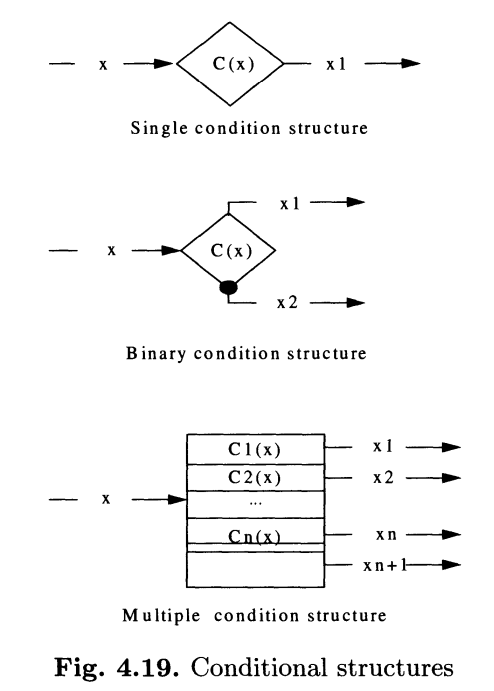 x C(x) x1
Single condition structure
x1
x C(x)
x2
Binary condition structure
C1(x) x1
C2(x) x2
x ...
Cn(x) xn
xn+1
Multiple condition structure
Fig. 4.19. Conditional structures